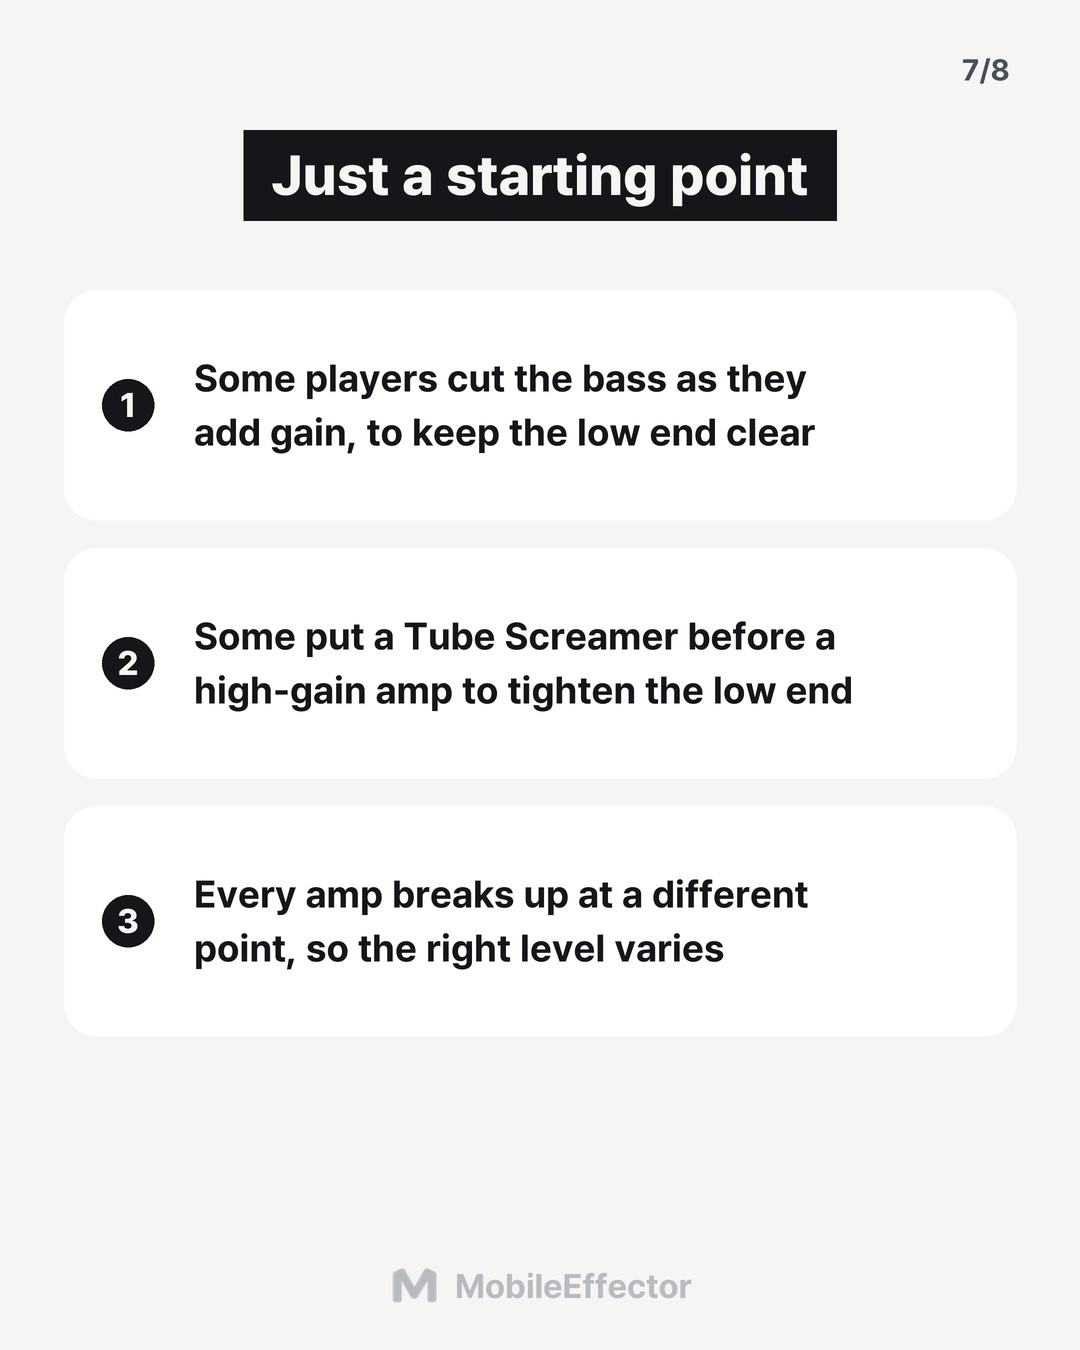 7/8
Just a starting point
1
Some players cut the bass as they
add gain, to keep the low end clear
2
Some put a Tube Screamer before a
high-gain amp to tighten the low end
3
Every amp breaks up at a different
point, so the right level varies
MobileEffector